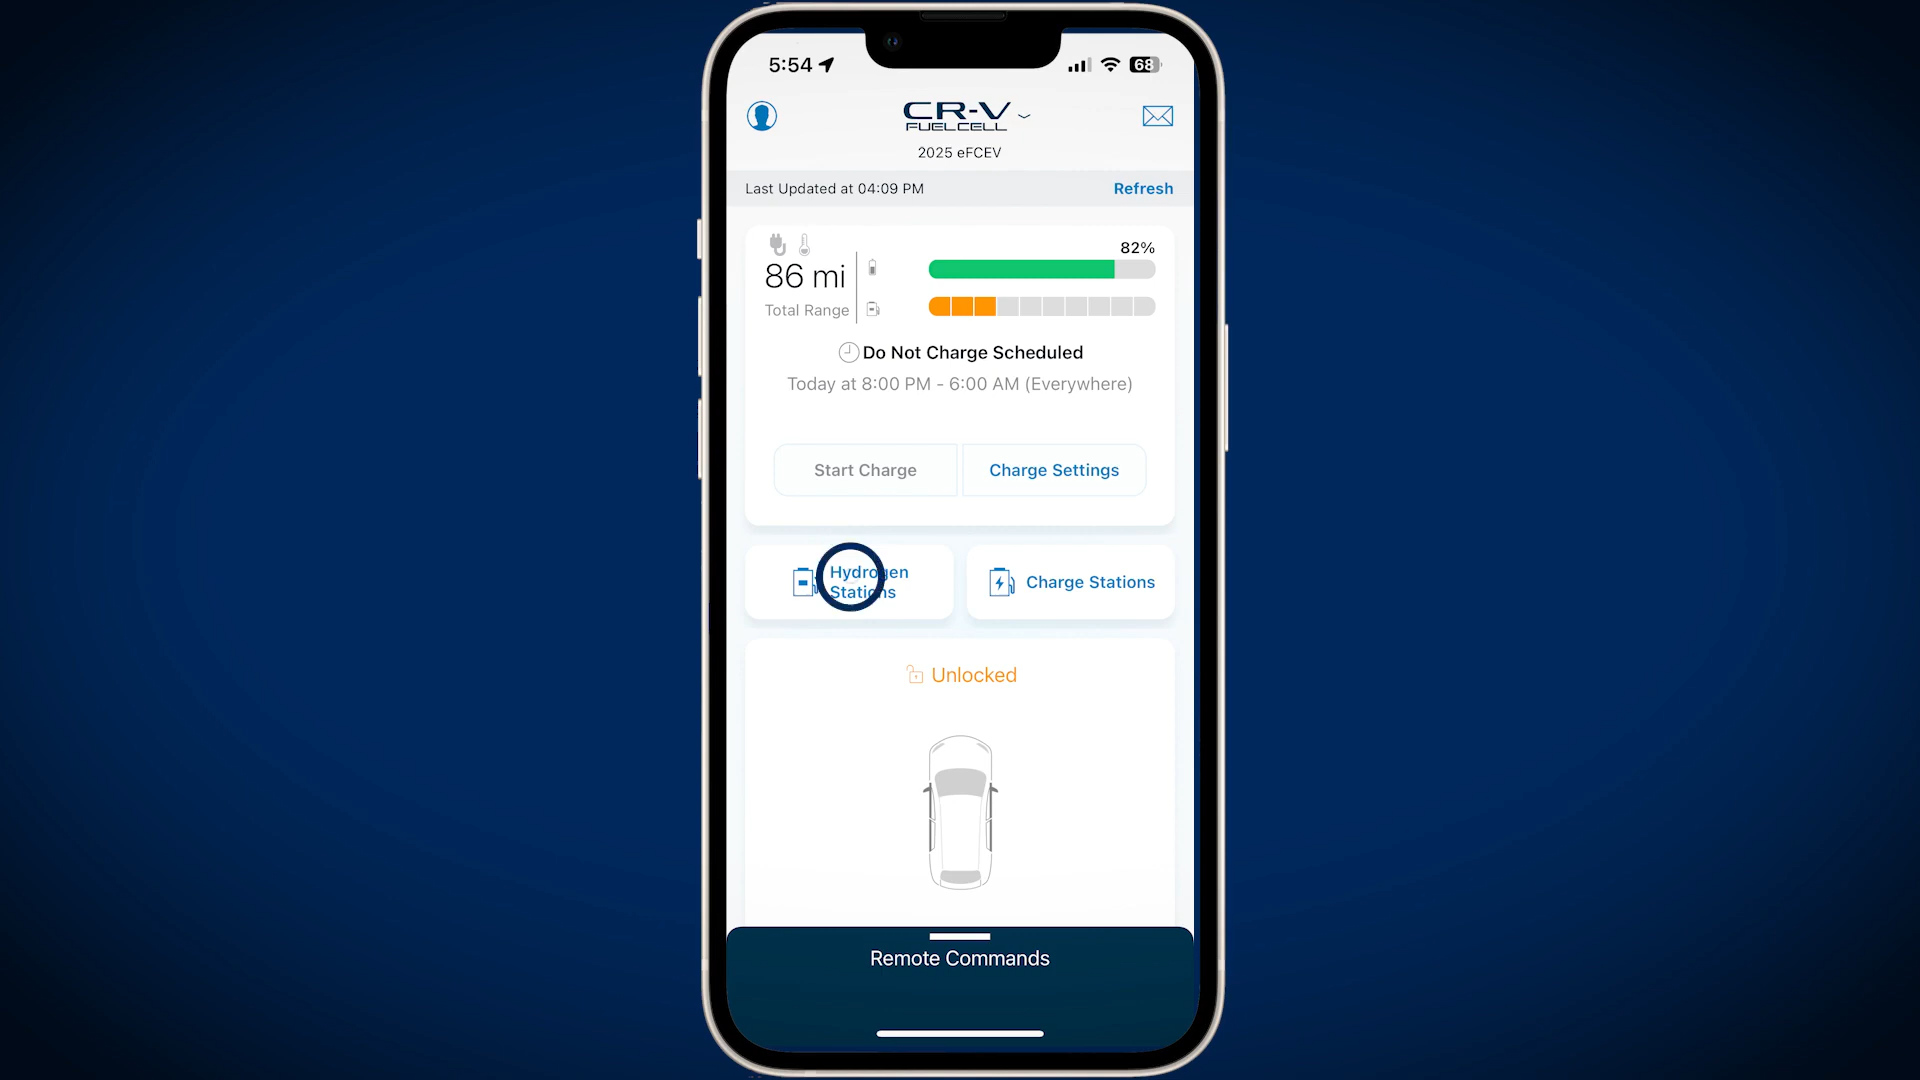 5:54
68
CR-V
FUELCELL
2025 eFCEV
Last Updated at 04:09 PM
Refresh
82%
86 mi
Total Range
Do Not Charge Scheduled
Today at 8:00 PM - 6:00 AM (Everywhere)
Start Charge
Charge Settings
Hydrogen
Stations
Charge Stations
Unlocked
Remote Commands